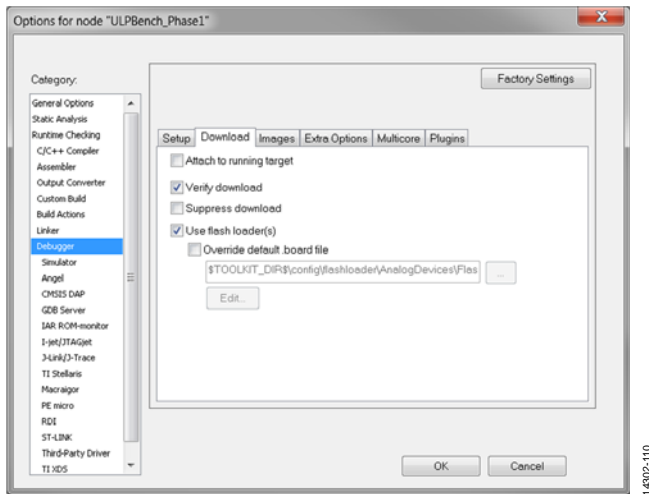 Options for node "ULPBench_Phase1"
X
Category:
Factory Settings
General Options
Static Analysis
Runtime Checking
C/C++ Compiler
Assembler
Output Converter
Custom Build
Build Actions
Linker
Debugger
Simulator
Angel
CMSIS DAP
GDB Server
IAR ROM-monitor
I-jet/JTAGjet
J-Link/J-Trace
TI Stellaris
Macraigor
PE micro
RDI
ST-LINK
Third-Party Driver
TI XDS
Setup Download Images Extra Options Multicore Plugins
Attach to running target
Verify download
Suppress download
Use flash loader(s)
Override default .board file
$TOOLKIT_DIR$\config\flashloader\AnalogDevices\Flas
...
Edit...
OK Cancel
14302-110